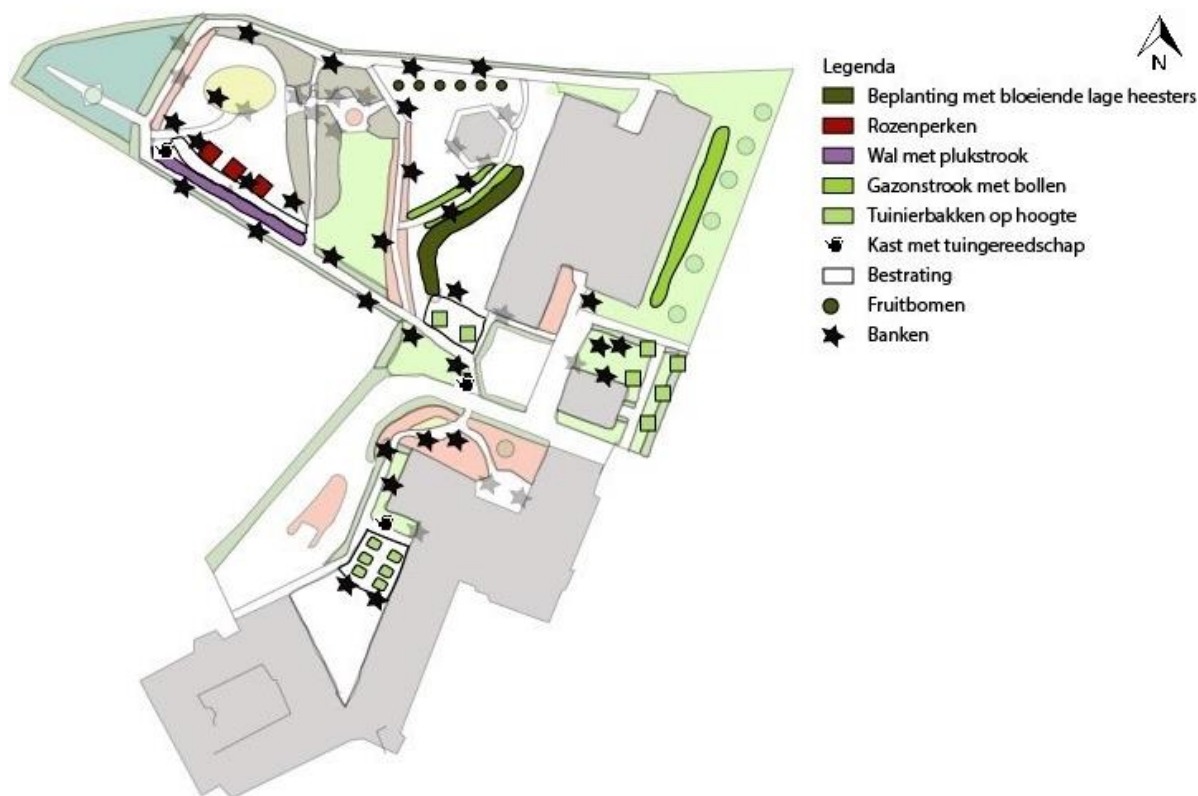 N
Legenda
Beplanting met bloeiende lage heesters
Rozenperken
Wal met plukstrook
Gazonstrook met bollen
Tuinierbakken op hoogte
Kast met tuingereedschap
Bestrating
Fruitbomen
Banken